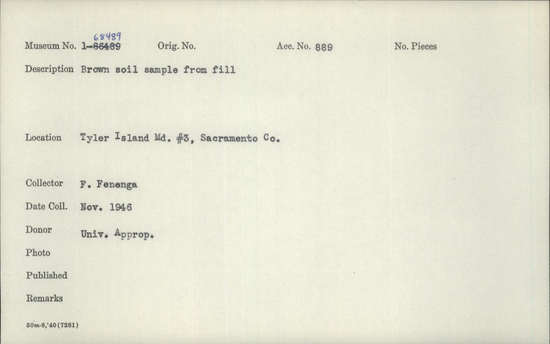 68489
Museum No. 1-86489 Orig. No. Acc. No. 889 No. Pieces
Description Brown soil sample from fill
Location Tyler Island Md. #3, Sacramento Co.
Collector F. Fenenga
Date Coll. Nov. 1946
Donor Univ. Approp.
Photo
Published
Remarks
50m-8,'40(7281)